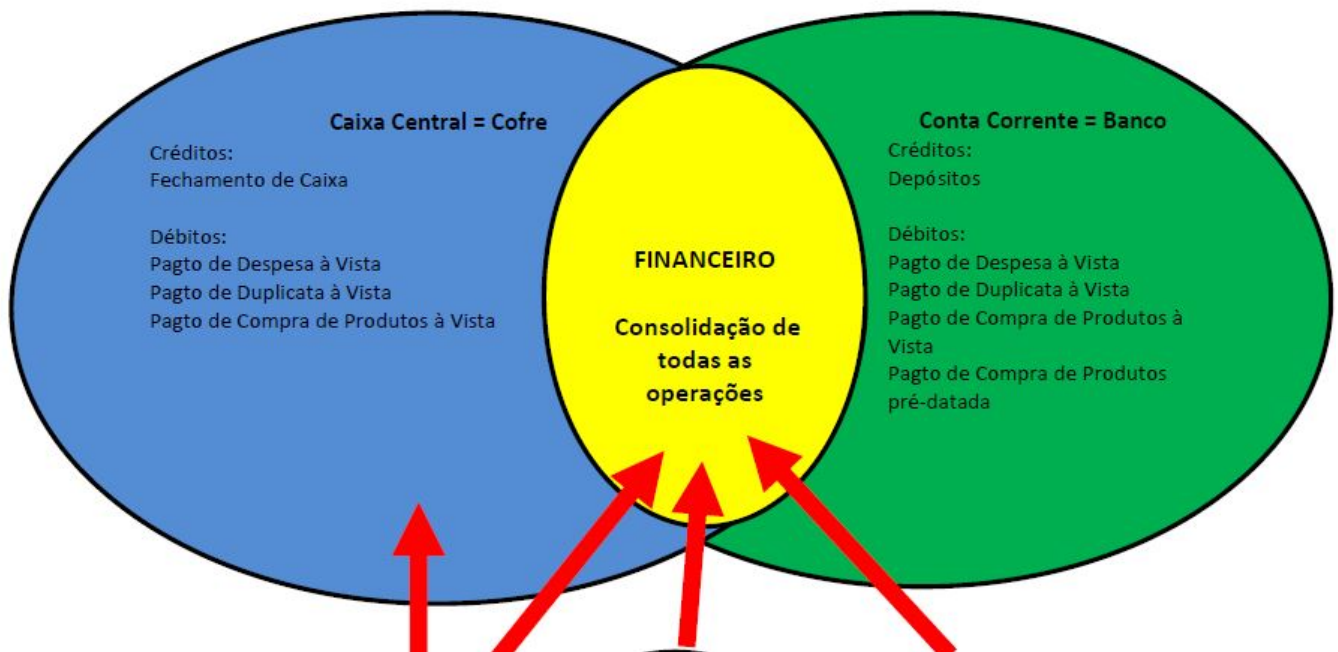 Caixa Central = Cofre
Créditos:
Fechamento de Caixa
Débitos:
Pagto de Despesa à Vista
Pagto de Duplicata à Vista
Pagto de Compra de Produtos à Vista
FINANCEIRO
Consolidação de
todas as
operações
Conta Corrente = Banco
Créditos:
Depósitos
Débitos:
Pagto de Despesa à Vista
Pagto de Duplicata à Vista
Pagto de Compra de Produtos à
Vista
Pagto de Compra de Produtos
pré-datada